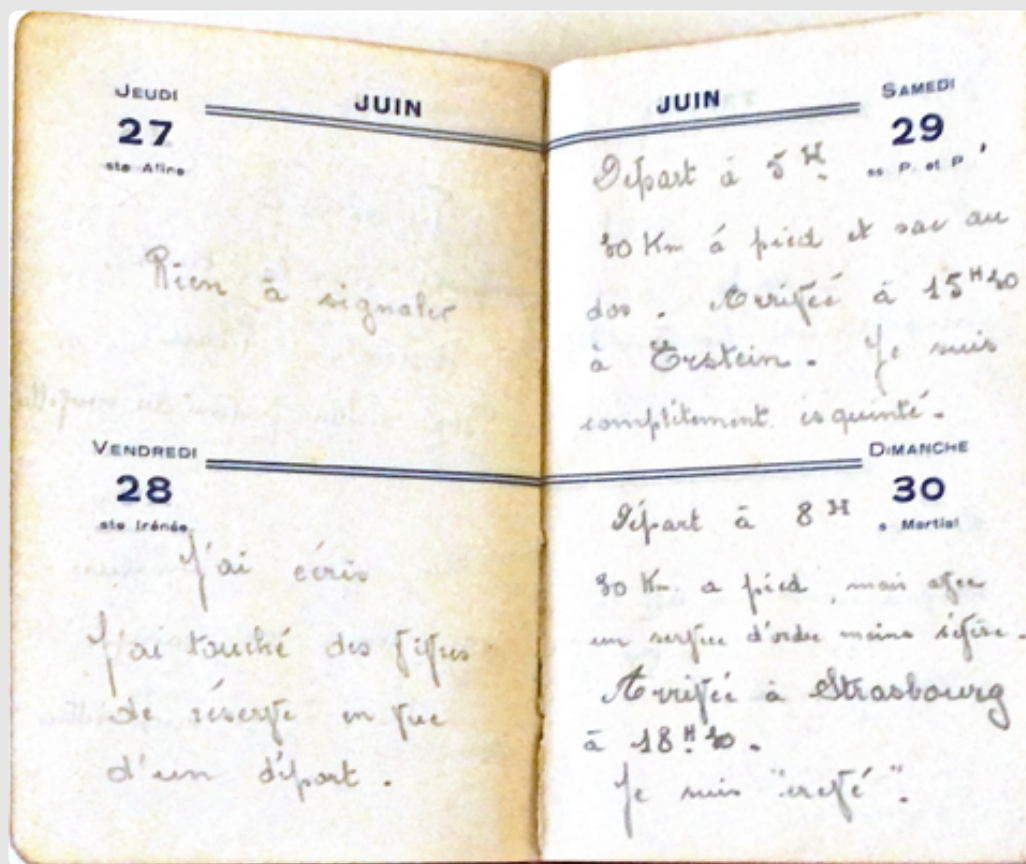 JEUDI
JUIN
27
ste Afine
Rien à signaler
VENDREDI
28
ste Irénée
J'ai écris
J'ai touché des vivres
de réserve en vue
d'un départ.
JUIN
SAMEDI
29
ss P. et P
Départ à 5 H
30 Km á pied et sac au
dos. Arrivée à 15 H 30
à Erstein. Je suis
complètement esquinté.
DIMANCHE
30
s Martial
Départ à 8 H
30 Km a pied, mais avec
un service d'ordre moins sévère.
Arrivée à Strasbourg
à 18 H 30.
Je suis "crevé".